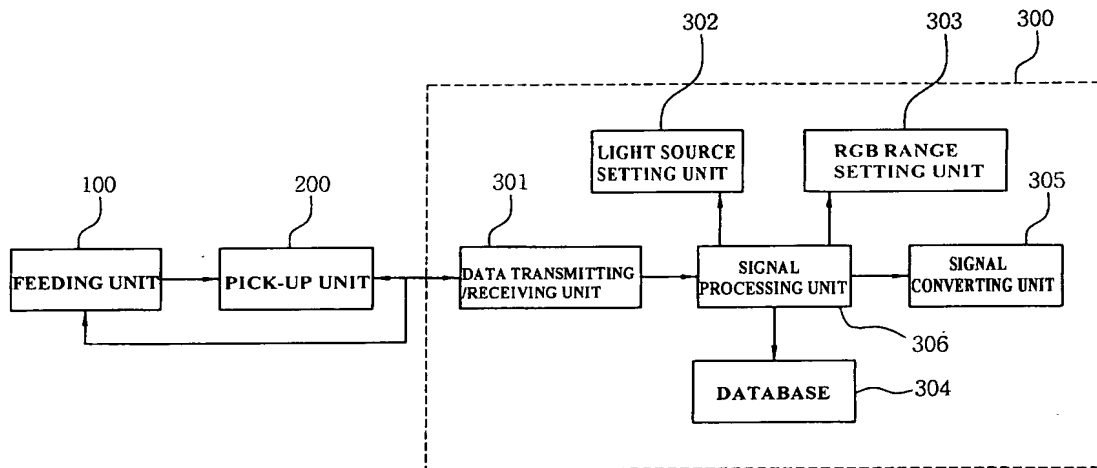 302
303
300
LIGHT SOURCE
SETTING UNIT
RGB RANGE
SETTING UNIT
100
200
301
305
FEEDING UNIT
PICK-UP UNIT
DATA TRANSMITTING
/RECEIVING UNIT
SIGNAL
PROCESSING UNIT
SIGNAL
CONVERTING UNIT
306
DATABASE
304